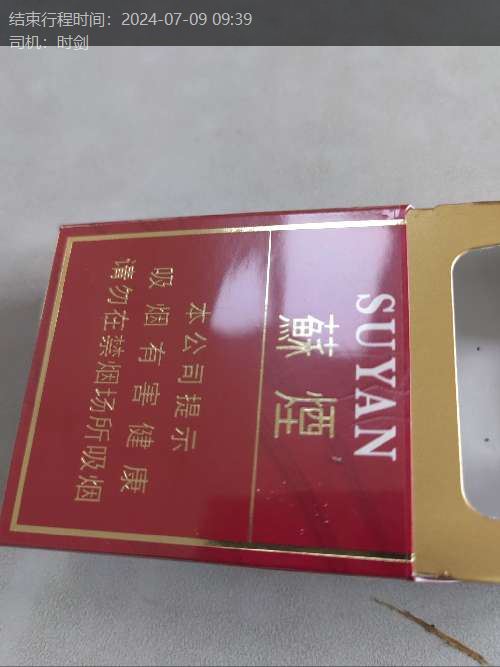 结束行程时间：2024-07-09 09:39
司机：时剑
SUYAN
蘇煙
本公司提示
吸烟有害健康
请勿在禁烟场所吸烟